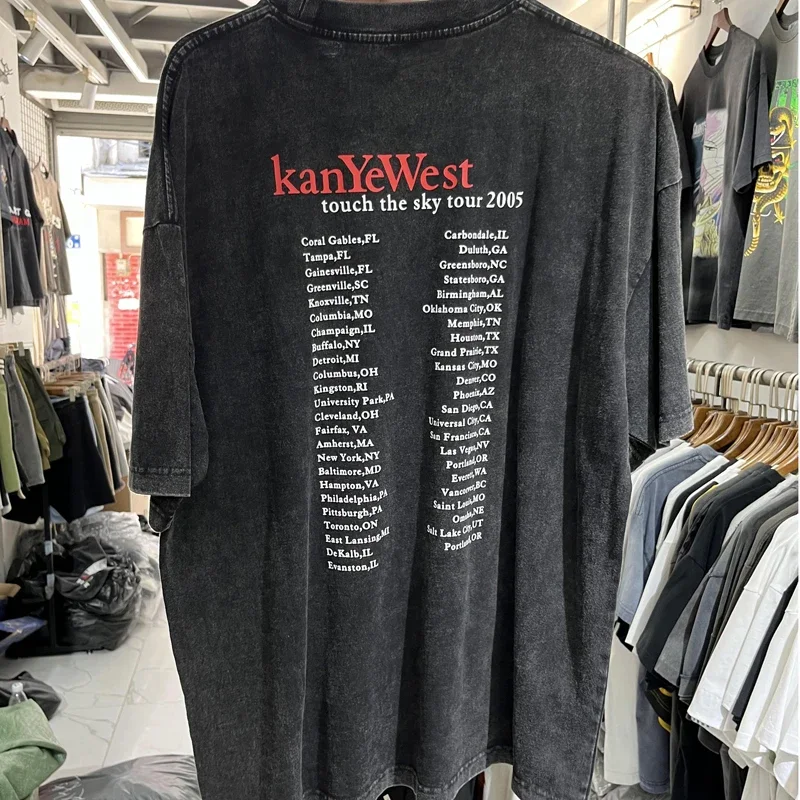 kanYeWest
touch the sky tour 2005
Coral Gables,FL
Tampa,FL
Gainesville,FL
Greenville,SC
Knoxville,TN
Columbia,MO
Champaign,IL
Buffalo,NY
Detroit,MI
Columbus,OH
Kingston,RI
University Park,PA
Cleveland,OH
Fairfax, VA
Amherst,MA
New York,NY
Baltimore,MD
Hampton,VA
Philadelphia,PA
Pittsburgh,PA
Toronto,ON
East Lansing,MI
DeKalb,IL
Evanston,IL
Carbondale,IL
Duluth,GA
Greensboro,NC
Statesboro,GA
Birmingham,AL
Oklahoma City,OK
Memphis,TN
Houston,TX
Grand Prairie,TX
Kansas City,MO
Denver,CO
Phoenix,AZ
San Diego,CA
Universal City,CA
San Francisco,CA
Las Vegas,NV
Portland,OR
Everett,WA
Vancouver,BC
Saint Louis,MO
Omaha,NE
Salt Lake City,UT
Portland,OR